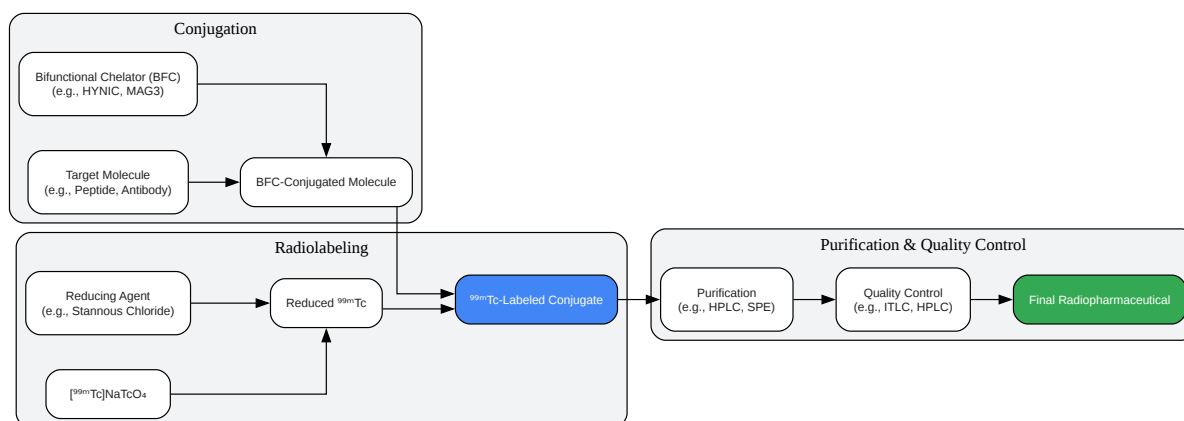 Conjugation
Bifunctional Chelator (BFC)
(e.g., HYNIC, MAG3)
Target Molecule
(e.g., Peptide, Antibody)
BFC-Conjugated Molecule
Radiolabeling
Reducing Agent
(e.g., Stannous Chloride)
Reduced ⁹⁹ᵐTc
[⁹⁹ᵐTc]NaTcO₄
⁹⁹ᵐTc-Labeled Conjugate
Purification & Quality Control
Purification
(e.g., HPLC, SPE)
Quality Control
(e.g., ITLC, HPLC)
Final Radiopharmaceutical